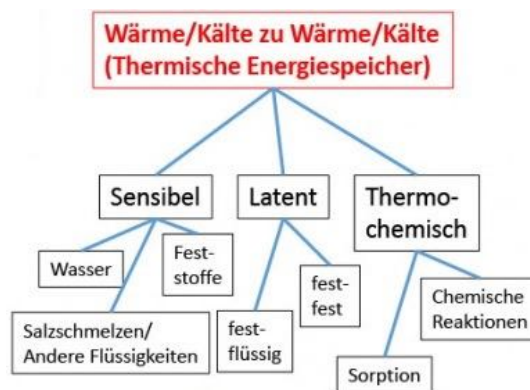 Wärme/Kälte zu Wärme/Kälte
(Thermische Energiespeicher)
Sensibel
Latent
Thermo-
chemisch
Wasser
Fest-
stoffe
Salzschmelzen/
Andere Flüssigkeiten
fest-
flüssig
fest-
fest
Sorption
Chemische
Reaktionen